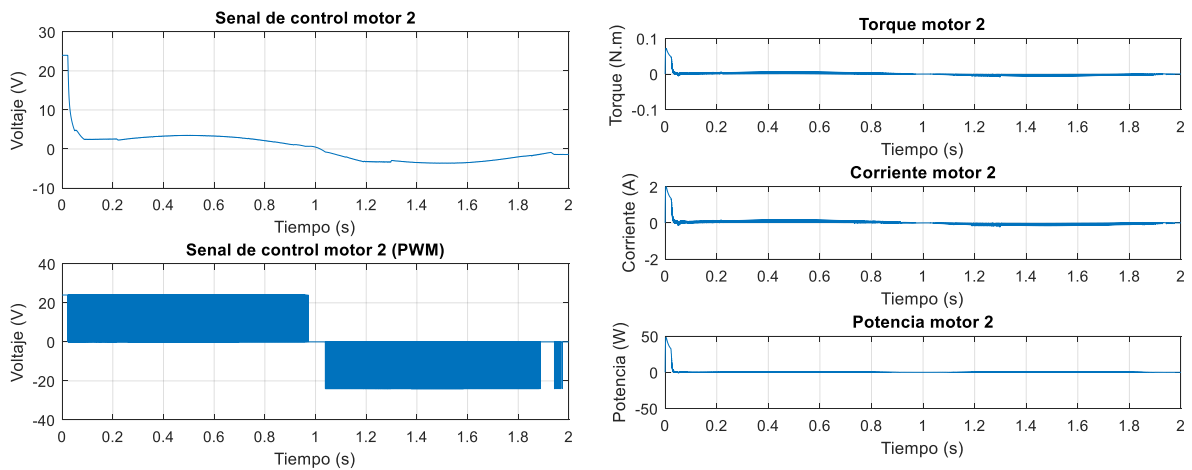 Senal de control motor 2
Voltaje (V)
30
20
10
0
-10
0 0.2 0.4 0.6 0.8 1 1.2 1.4 1.6 1.8 2
Tiempo (s)
Senal de control motor 2 (PWM)
Voltaje (V)
40
20
0
-20
-40
0 0.2 0.4 0.6 0.8 1 1.2 1.4 1.6 1.8 2
Tiempo (s)
Torque motor 2
Torque (N.m)
0.1
0
-0.1
0 0.2 0.4 0.6 0.8 1 1.2 1.4 1.6 1.8 2
Tiempo (s)
Corriente motor 2
Corriente (A)
2
0
-2
0 0.2 0.4 0.6 0.8 1 1.2 1.4 1.6 1.8 2
Tiempo (s)
Potencia motor 2
Potencia (W)
50
0
-50
0 0.2 0.4 0.6 0.8 1 1.2 1.4 1.6 1.8 2
Tiempo (s)